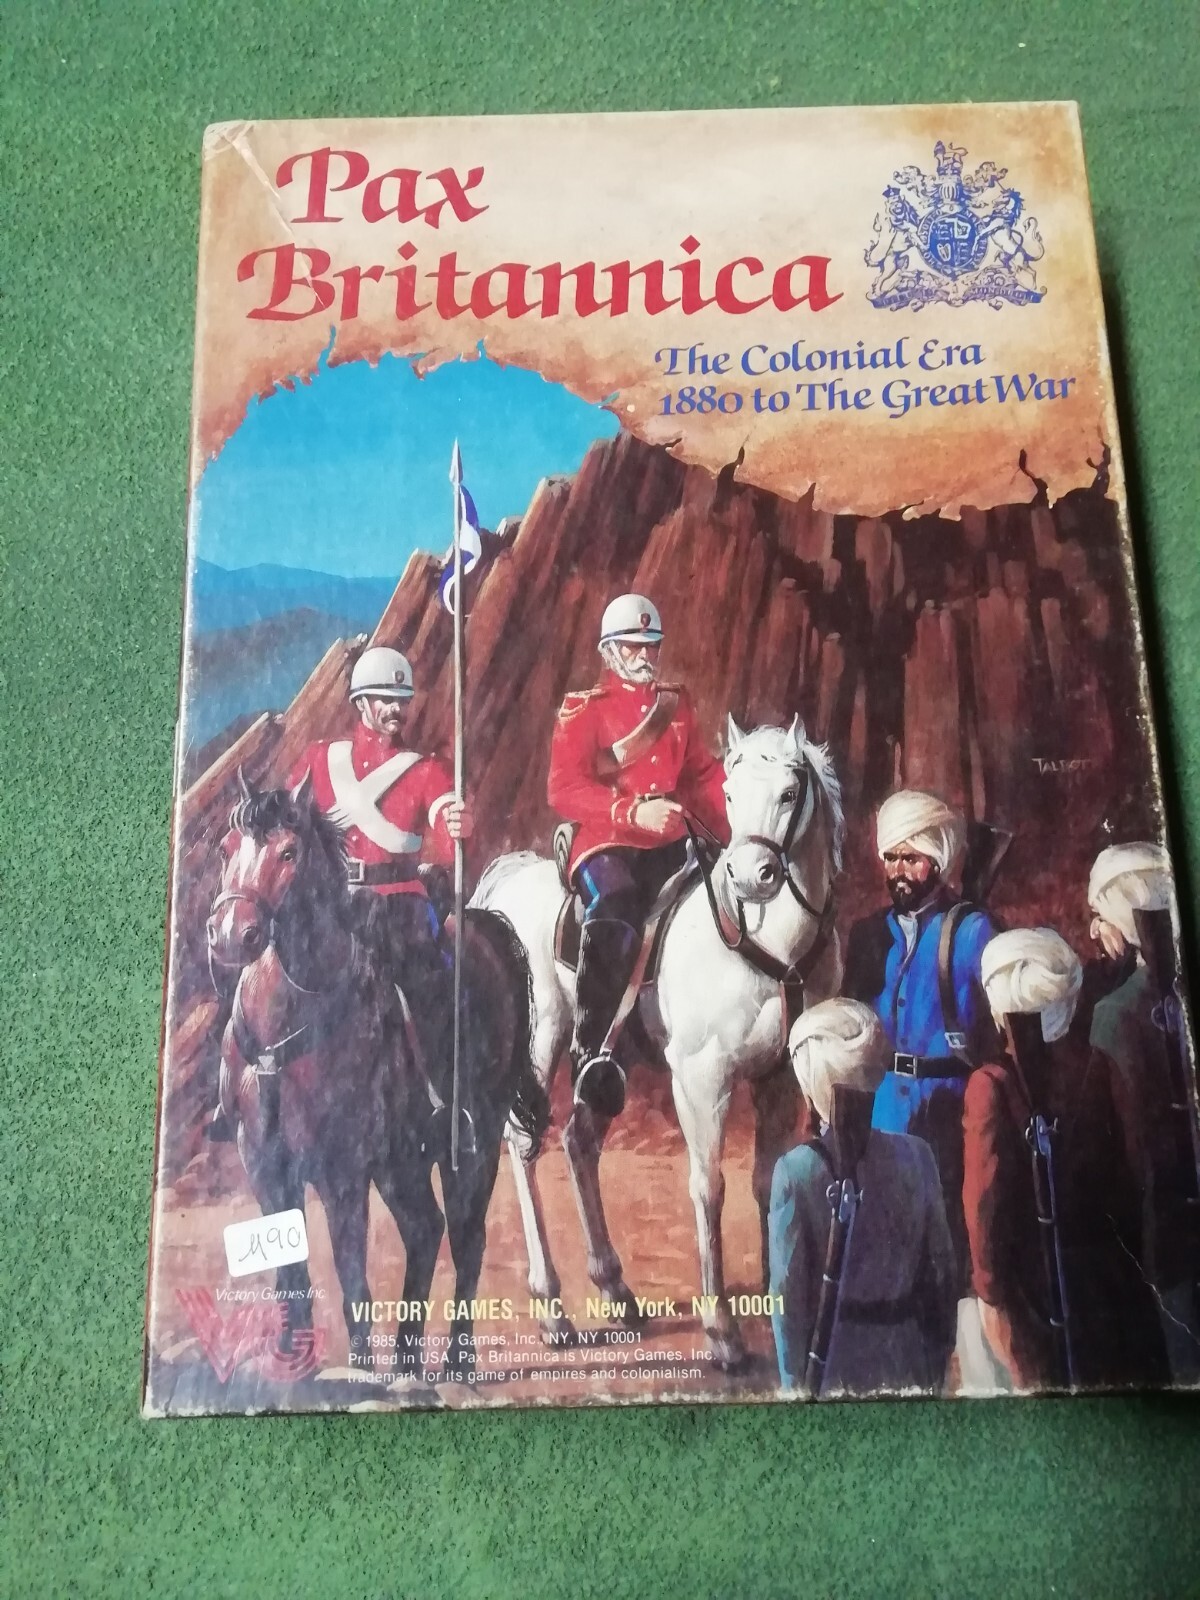 Pax
Britannica
The Colonial Era
1880 to The Great War
TALBOT
490
Victory Games Inc
VICTORY GAMES, INC., New York, NY 10001
© 1985, Victory Games, Inc., NY, NY 10001
Printed in USA. Pax Britannica is Victory Games, Inc.
trademark for its game of empires and colonialism.